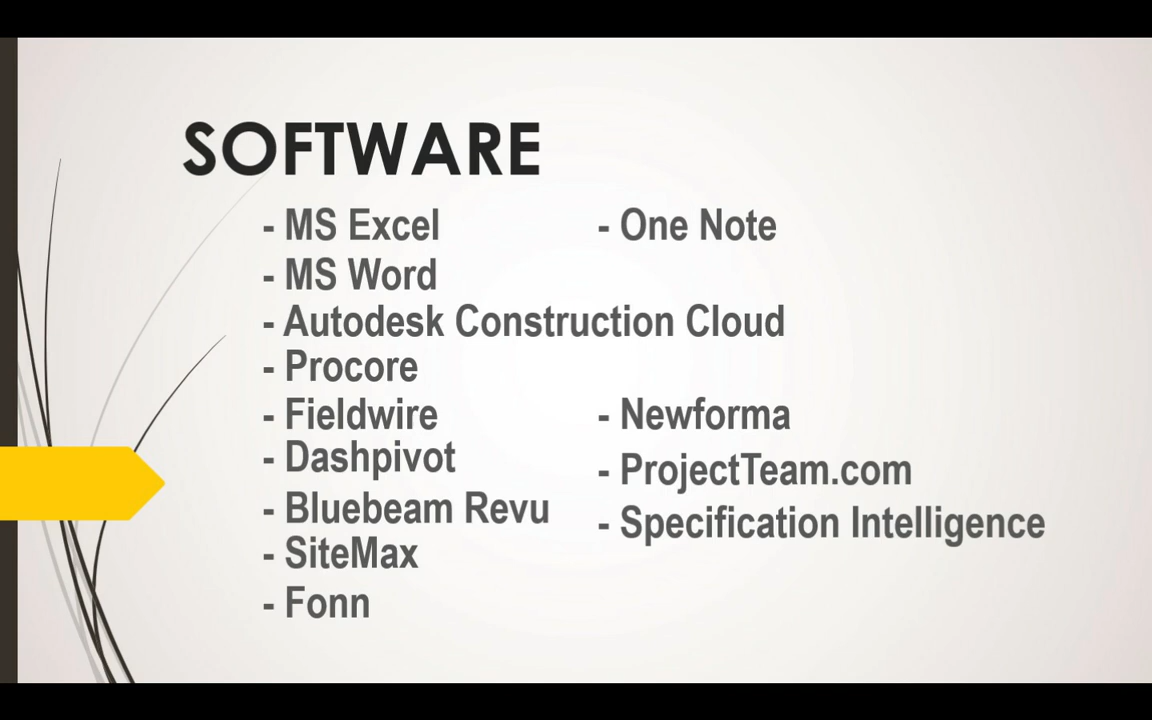 SOFTWARE
- MS Excel
- One Note
- MS Word
- Autodesk Construction Cloud
- Procore
- Fieldwire
- Newforma
- Dashpivot
- ProjectTeam.com
- Bluebeam Revu
- Specification Intelligence
- SiteMax
- Fonn